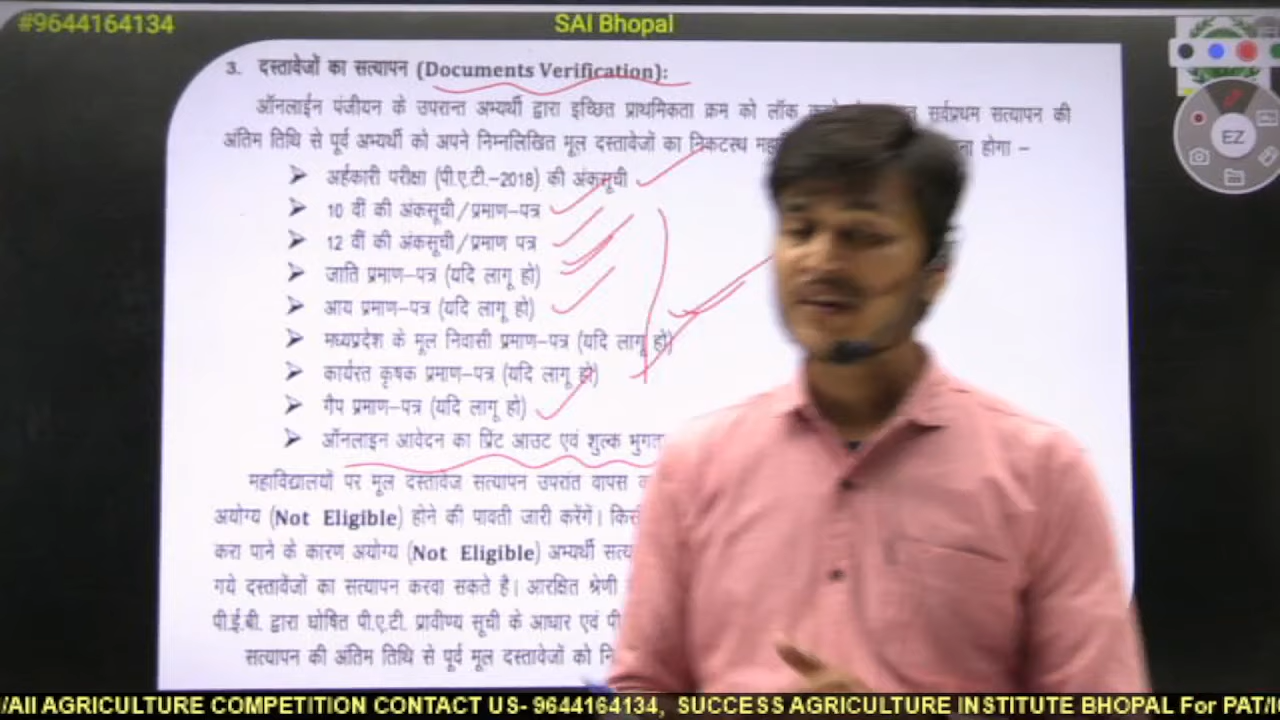 #9644164134
SAI Bhopal
3. दस्तावेजों का सत्यापन (Documents Verification):
ऑनलाईन पंजीयन के उपरान्त अभ्यर्थी द्वारा इच्छित प्राथमिकता क्रम को लॉक सर्वप्रथम सत्यापन की
अंतिम तिथि से पूर्व अभ्यर्थी को अपने निम्नलिखित मूल दस्तावेजों का निकटस्थ होगा –
➤ अर्हकारी परीक्षा (पी.ए.टी.–2018) की अंकसूची
➤ 10 वीं की अंकसूची/प्रमाण–पत्र
➤ 12 वीं की अंकसूची/प्रमाण पत्र
➤ जाति प्रमाण–पत्र (यदि लागू हो)
➤ आय प्रमाण–पत्र (यदि लागू हो)
➤ मध्यप्रदेश के मूल निवासी प्रमाण–पत्र (यदि लागू हो)
➤ कार्यरत कृषक प्रमाण–पत्र (यदि लागू हो)
➤ गैप प्रमाण–पत्र (यदि लागू हो)
➤ ऑनलाइन आवेदन का प्रिंट आउट एवं शुल्क
महाविद्यालयों पर मूल दस्तावेज सत्यापन उपरांत वापस
अयोग्य (Not Eligible) होने की पावती जारी करेंगें।
करा पाने के कारण अयोग्य (Not Eligible) अभ्यर्थी
गये दस्तावेंजों का सत्यापन करवा सकते है। आरक्षित श्रेणी
पी.ई.बी. द्वारा घोषित पी.ए.टी. प्रावीण्य सूची के आधार एवं
सत्यापन की अंतिम तिथि से पूर्व मूल दस्तावेजों को
EZ
/All AGRICULTURE COMPETITION CONTACT US- 9644164134, SUCCESS AGRICULTURE INSTITUTE BHOPAL For PAT/